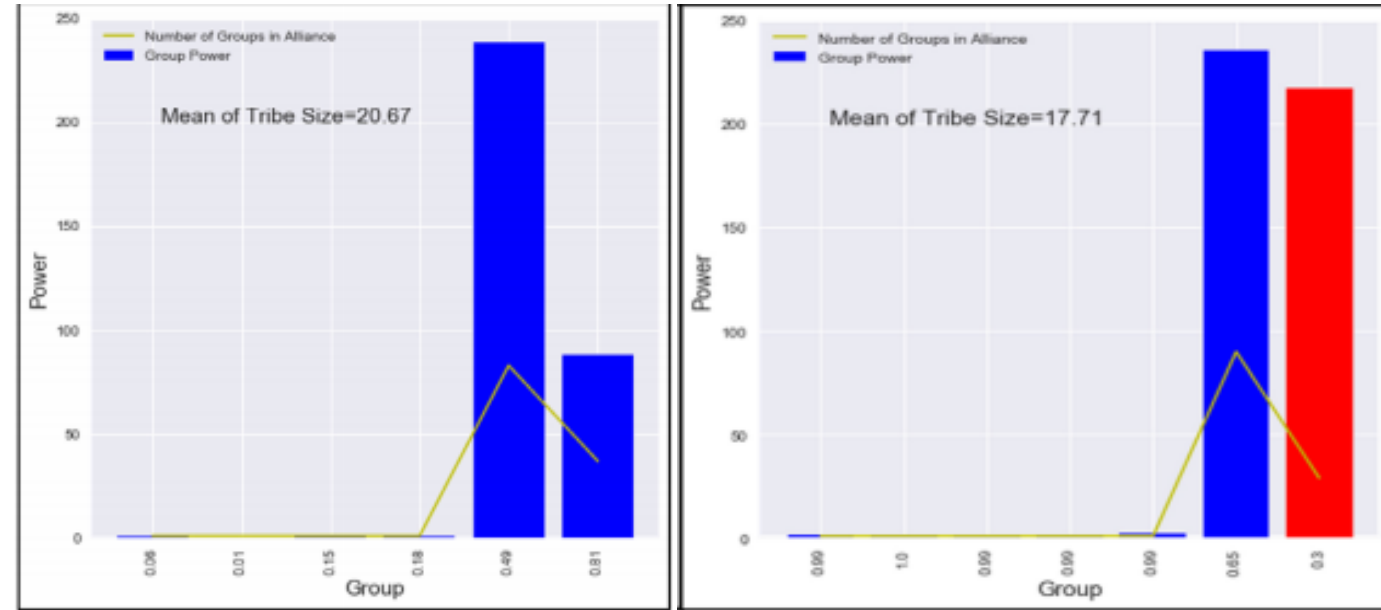 250
Number of Groups in Alliance
Group Power
Mean of Tribe Size=20.67
200
150
Power
100
50
0
0.06
0.01
0.15
0.18
0.49
0.81
Group
250
Number of Groups in Alliance
Group Power
Mean of Tribe Size=17.71
200
150
Power
100
50
0
0.99
1.0
0.99
0.99
0.99
0.65
0.3
Group